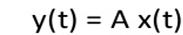 y(t) = A x(t)